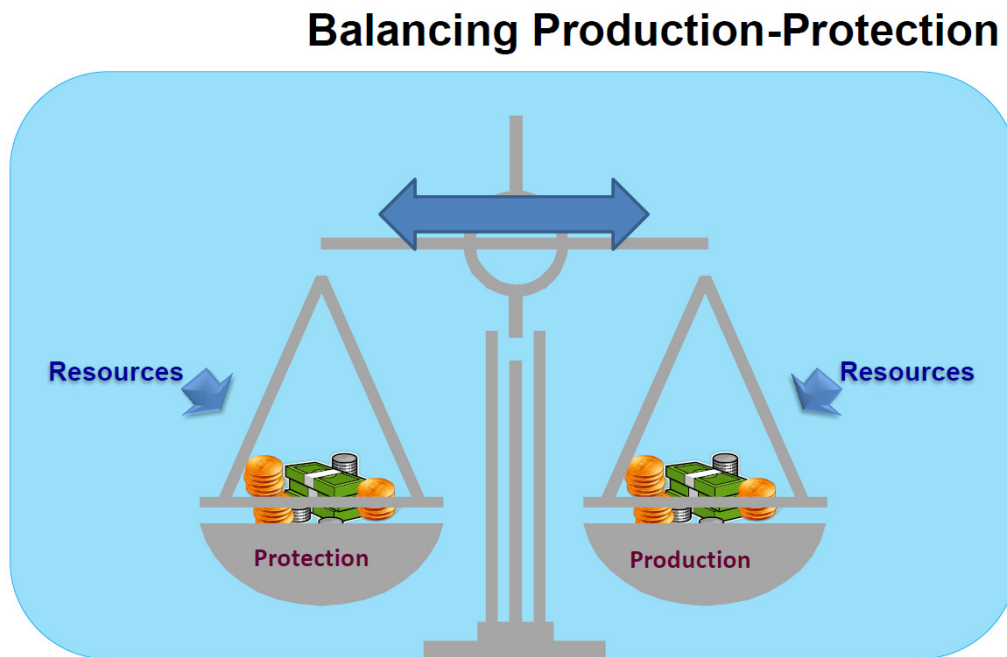 Balancing Production-Protection
Resources
Resources
Protection
Production